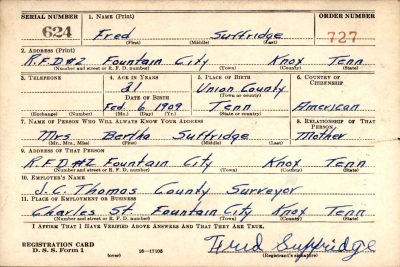 SERIAL NUMBER 1. NAME (Print) ORDER NUMBER
624 Fred Suffridge 727
(First) (Middle) (Last)
2. ADDRESS (Print)
R.F.D#2 Fountain City Knox Tenn
(Number and street or R. F. D. number) (Town) (County) (State)
3. TELEPHONE 4. AGE IN YEARS 5. PLACE OF BIRTH 6. COUNTRY OF CITIZENSHIP
31 Union County
DATE OF BIRTH (Town or county)
Feb. 6 1909 Tenn American
(Exchange) (Number) (Mo.) (Day) (Yr.) (State or country)
7. NAME OF PERSON WHO WILL ALWAYS KNOW YOUR ADDRESS 8. RELATIONSHIP OF THAT PERSON
Mrs Bertha Suffridge Mother
(Mr., Mrs., Miss) (First) (Middle) (Last)
9. ADDRESS OF THAT PERSON
R.F.D#2 Fountain City Knox Tenn
(Number and street or R. F. D. number) (Town) (County) (State)
10. EMPLOYER'S NAME
J.C. Thomas County Surveyor
11. PLACE OF EMPLOYMENT OR BUSINESS
Charles St. Fountain City Knox Tenn
(Number and street or R. F. D. number) (Town) (County) (State)
I AFFIRM THAT I HAVE VERIFIED ABOVE ANSWERS AND THAT THEY ARE TRUE.
REGISTRATION CARD
D. S. S. Form 1 (over) 16—17105 Fred Suffridge
(Registrant's signature)